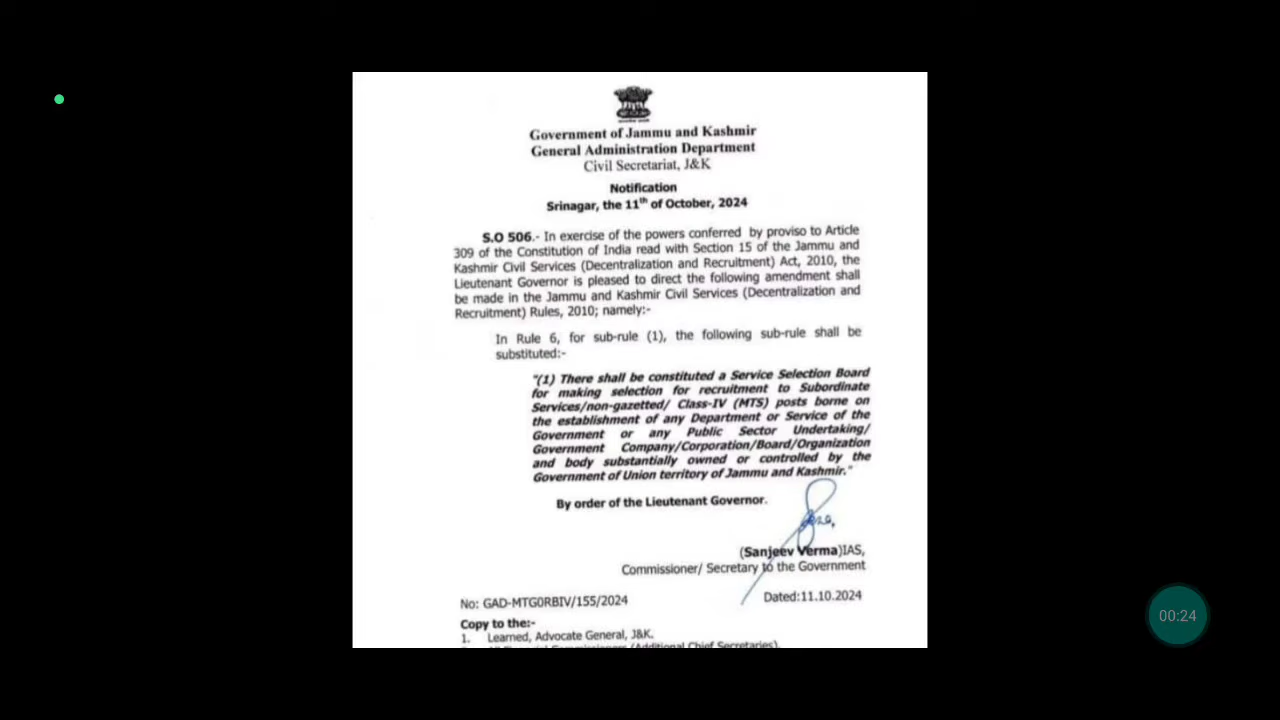 Government of Jammu and Kashmir
General Administration Department
Civil Secretariat, J&K
Notification
Srinagar, the 11th of October, 2024
S.O 506.- In exercise of the powers conferred by proviso to Article
309 of the Constitution of India read with Section 15 of the Jammu and
Kashmir Civil Services (Decentralization and Recruitment) Act, 2010, the
Lieutenant Governor is pleased to direct the following amendment shall
be made in the Jammu and Kashmir Civil Services (Decentralization and
Recruitment) Rules, 2010; namely:-
In Rule 6, for sub-rule (1), the following sub-rule shall be
substituted:-
"(1) There shall be constituted a Service Selection Board
for making selection for recruitment to Subordinate
Services/non-gazetted/ Class-IV (MTS) posts borne on
the establishment of any Department or Service of the
Government or any Public Sector Undertaking/
Government Company/Corporation/Board/Organization
and body substantially owned or controlled by the
Government of Union territory of Jammu and Kashmir."
By order of the Lieutenant Governor.
(Sanjeev Verma)IAS,
Commissioner/ Secretary to the Government
No: GAD-MTG0RBIV/155/2024
Dated:11.10.2024
Copy to the:-
1. Learned, Advocate General, J&K.
Financial Commissioners (Additional Chief Secretaries).
00:24